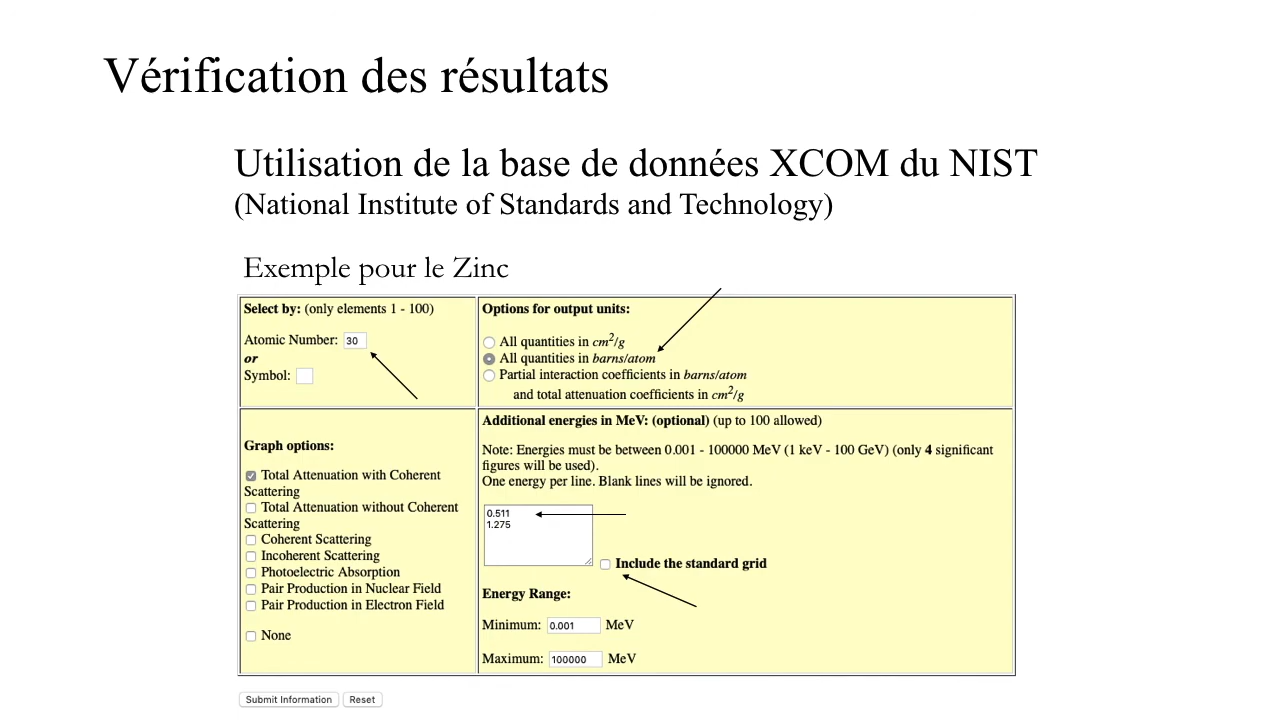 Vérification des résultats
Utilisation de la base de données XCOM du NIST
(National Institute of Standards and Technology)
Exemple pour le Zinc
Select by: (only elements 1 - 100)
Atomic Number: 30
or
Symbol:
Options for output units:
All quantities in cm2/g
All quantities in barns/atom
Partial interaction coefficients in barns/atom
and total attenuation coefficients in cm2/g
Graph options:
Total Attenuation with Coherent
Scattering
Total Attenuation without Coherent
Scattering
Coherent Scattering
Incoherent Scattering
Photoelectric Absorption
Pair Production in Nuclear Field
Pair Production in Electron Field
None
Additional energies in MeV: (optional) (up to 100 allowed)
Note: Energies must be between 0.001 - 100000 MeV (1 keV - 100 GeV) (only 4 significant
figures will be used).
One energy per line. Blank lines will be ignored.
0.511
1.275
Include the standard grid
Energy Range:
Minimum: 0.001 MeV
Maximum: 100000 MeV
Submit Information Reset